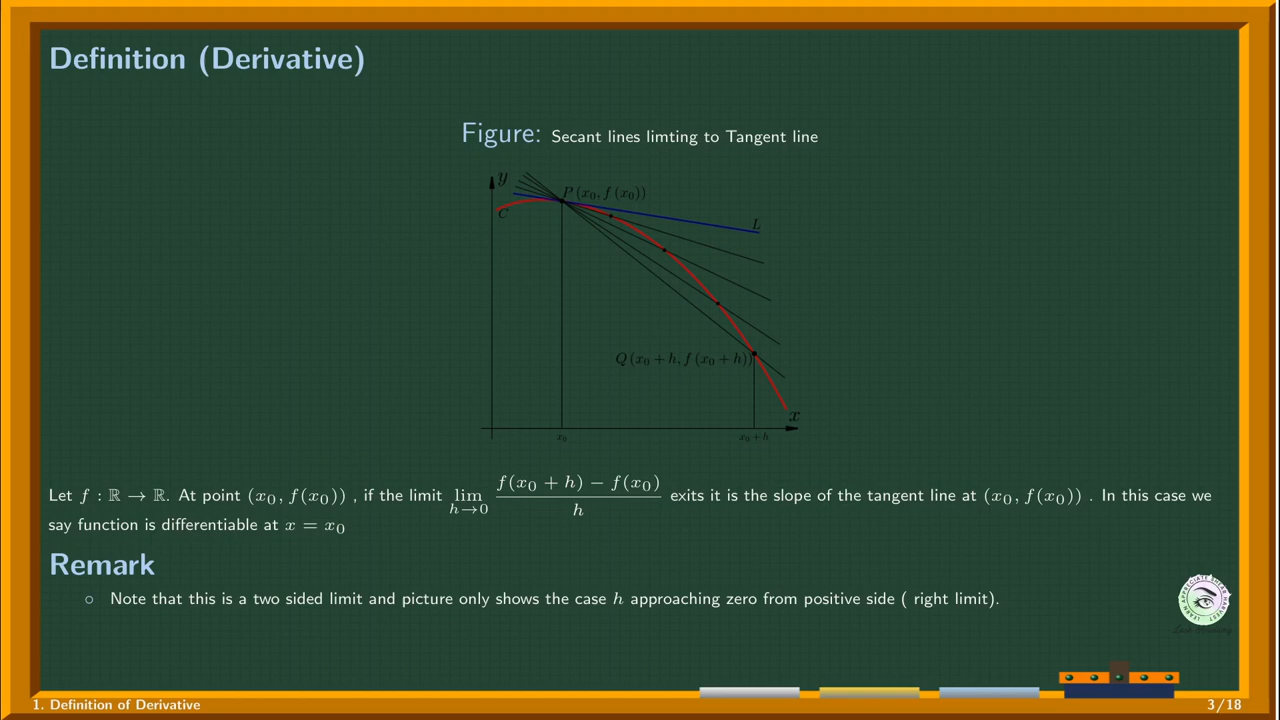 Definition (Derivative)
Figure: Secant lines limting to Tangent line
y
P (x₀, f (x₀))
C
L
Q (x₀ + h, f (x₀ + h))
x
x₀
x₀ + h
Let f : ℝ → ℝ. At point (x₀, f(x₀)) , if the limit lim h→0 (f(x₀ + h) − f(x₀))/h exits it is the slope of the tangent line at (x₀, f(x₀)) . In this case we
say function is differentiable at x = x₀
Remark
○ Note that this is a two sided limit and picture only shows the case h approaching zero from positive side ( right limit).
1. Definition of Derivative
3/18